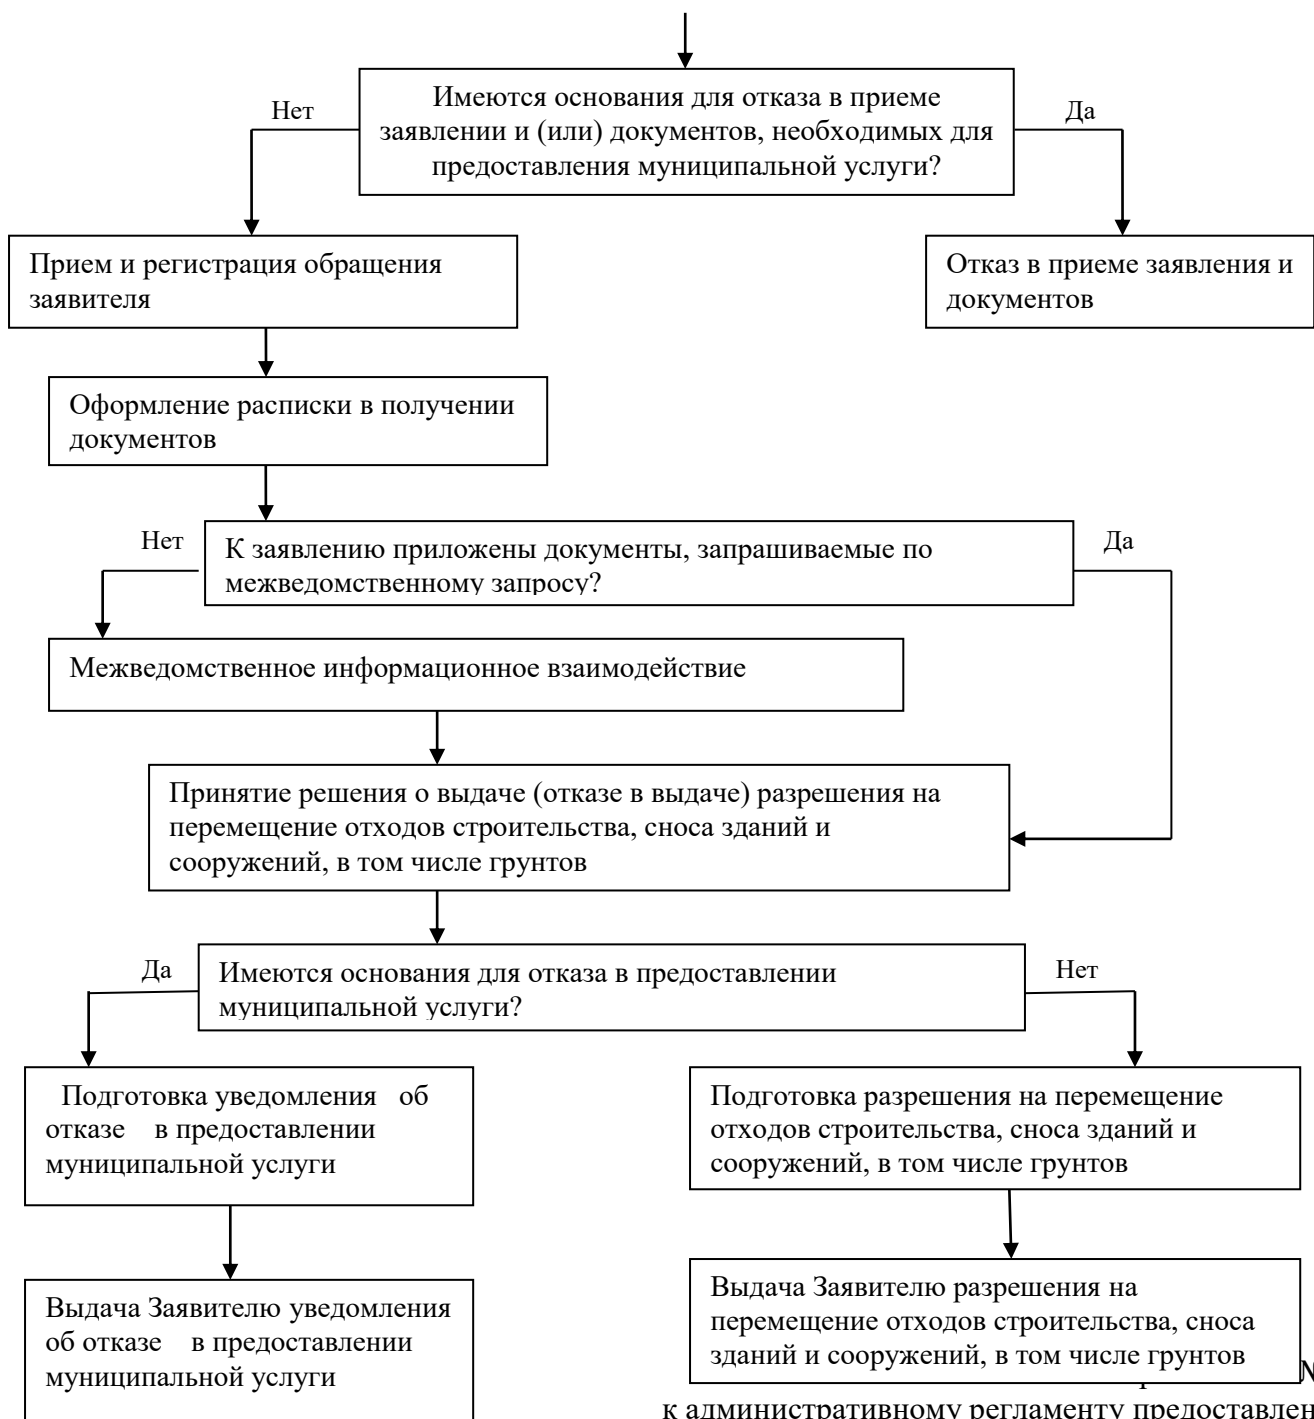 Имеются основания для отказа в приеме
заявлении и (или) документов, необходимых для
предоставления муниципальной услуги?
Нет
Да
Прием и регистрация обращения
заявителя
Отказ в приеме заявления и
документов
Оформление расписки в получении
документов
Нет
К заявлению приложены документы, запрашиваемые по
межведомственному запросу?
Да
Межведомственное информационное взаимодействие
Принятие решения о выдаче (отказе в выдаче) разрешения на
перемещение отходов строительства, сноса зданий и
сооружений, в том числе грунтов
Да
Имеются основания для отказа в предоставлении
муниципальной услуги?
Нет
Подготовка уведомления об
отказе в предоставлении
муниципальной услуги
Подготовка разрешения на перемещение
отходов строительства, сноса зданий и
сооружений, в том числе грунтов
Выдача Заявителю уведомления
об отказе в предоставлении
муниципальной услуги
Выдача Заявителю разрешения на
перемещение отходов строительства, сноса
зданий и сооружений, в том числе грунтов
к административному регламенту предоставлен